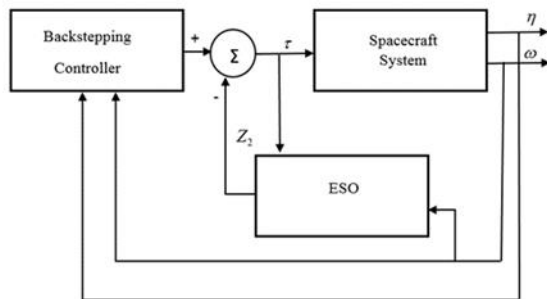 Backstepping
Controller
+
Σ
-
τ
Spacecraft
System
η
ω
Z₂
ESO